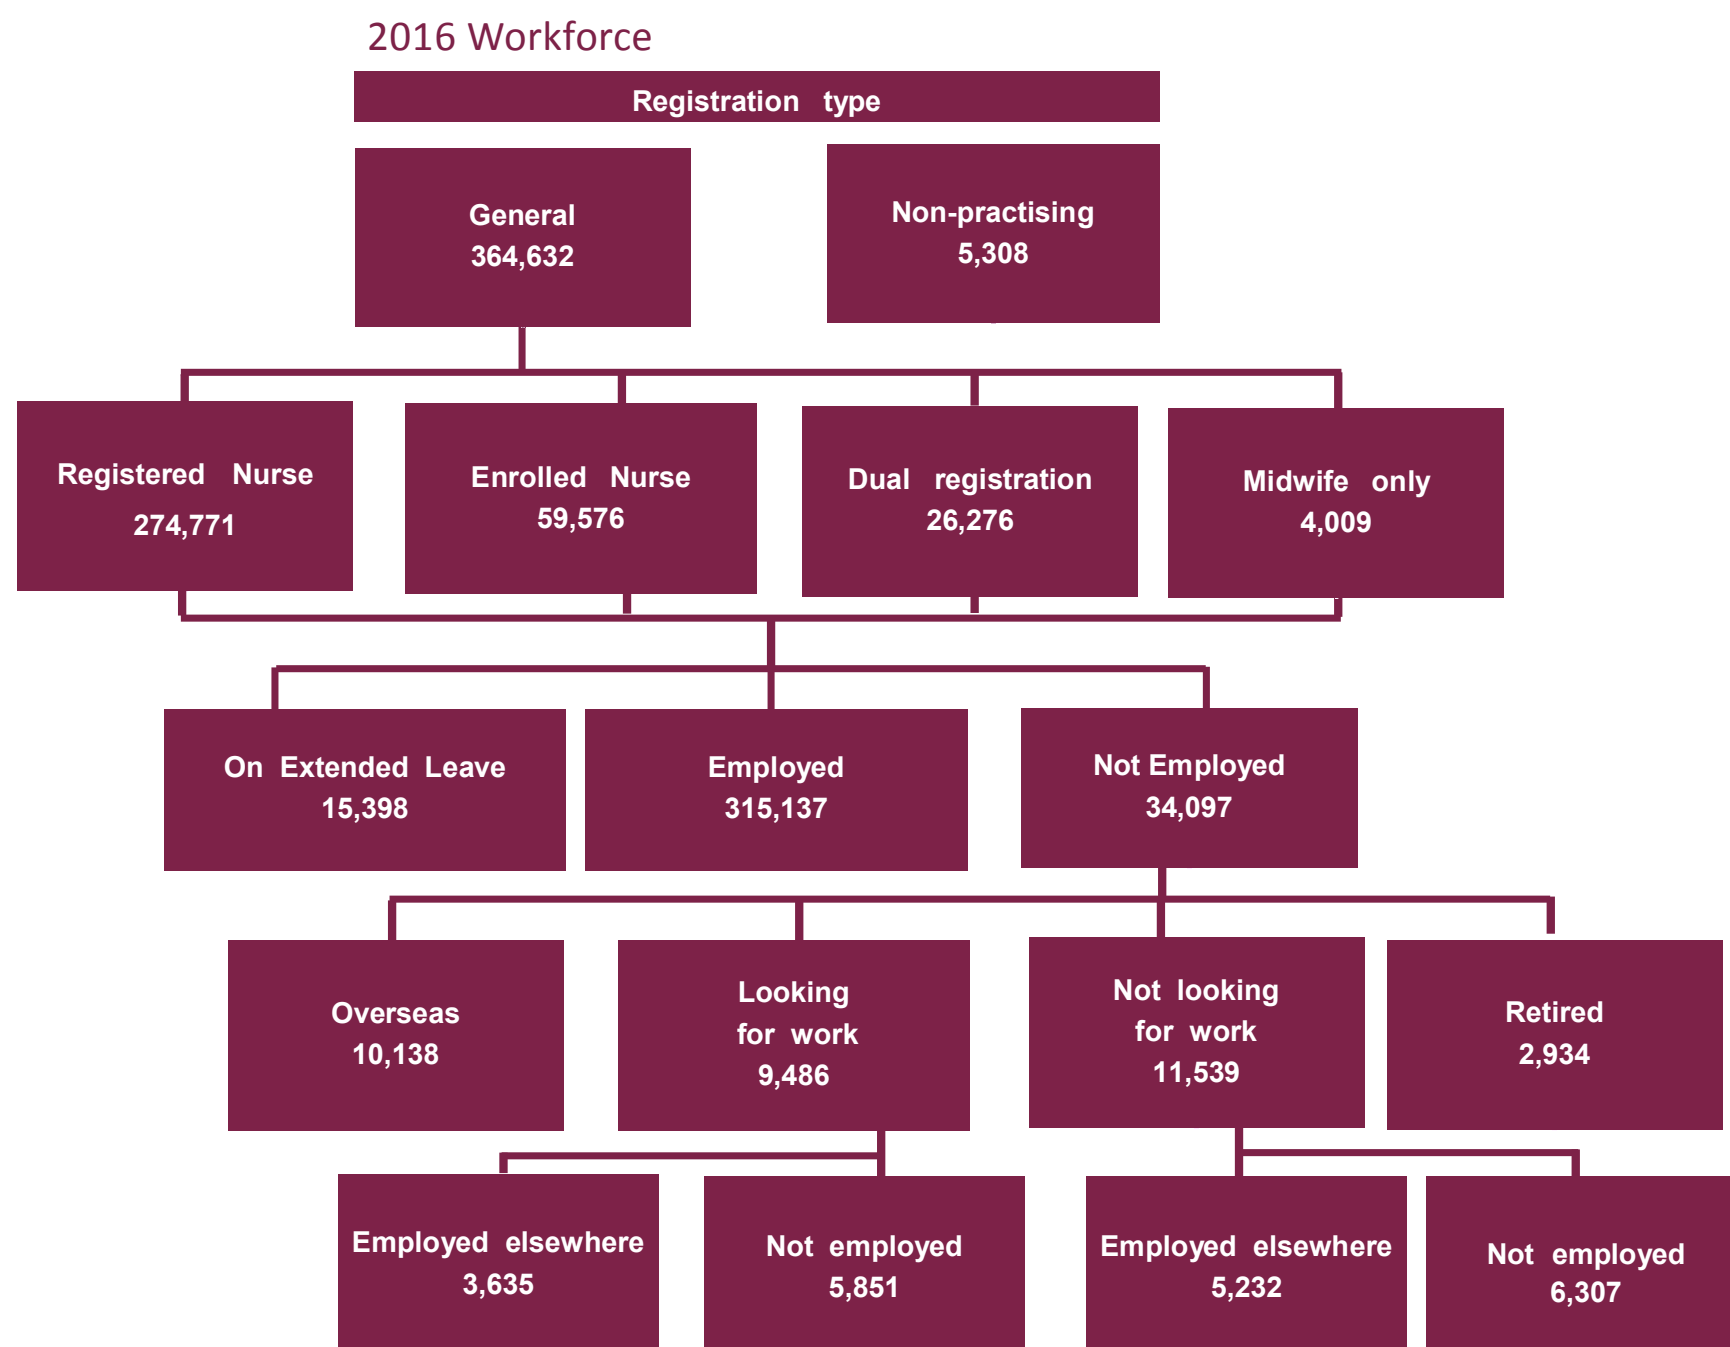 2016 Workforce
Registration type
General
364,632
Non-practising
5,308
Registered Nurse
274,771
Enrolled Nurse
59,576
Dual registration
26,276
Midwife only
4,009
On Extended Leave
15,398
Employed
315,137
Not Employed
34,097
Overseas
10,138
Looking
for work
9,486
Not looking
for work
11,539
Retired
2,934
Employed elsewhere
3,635
Not employed
5,851
Employed elsewhere
5,232
Not employed
6,307